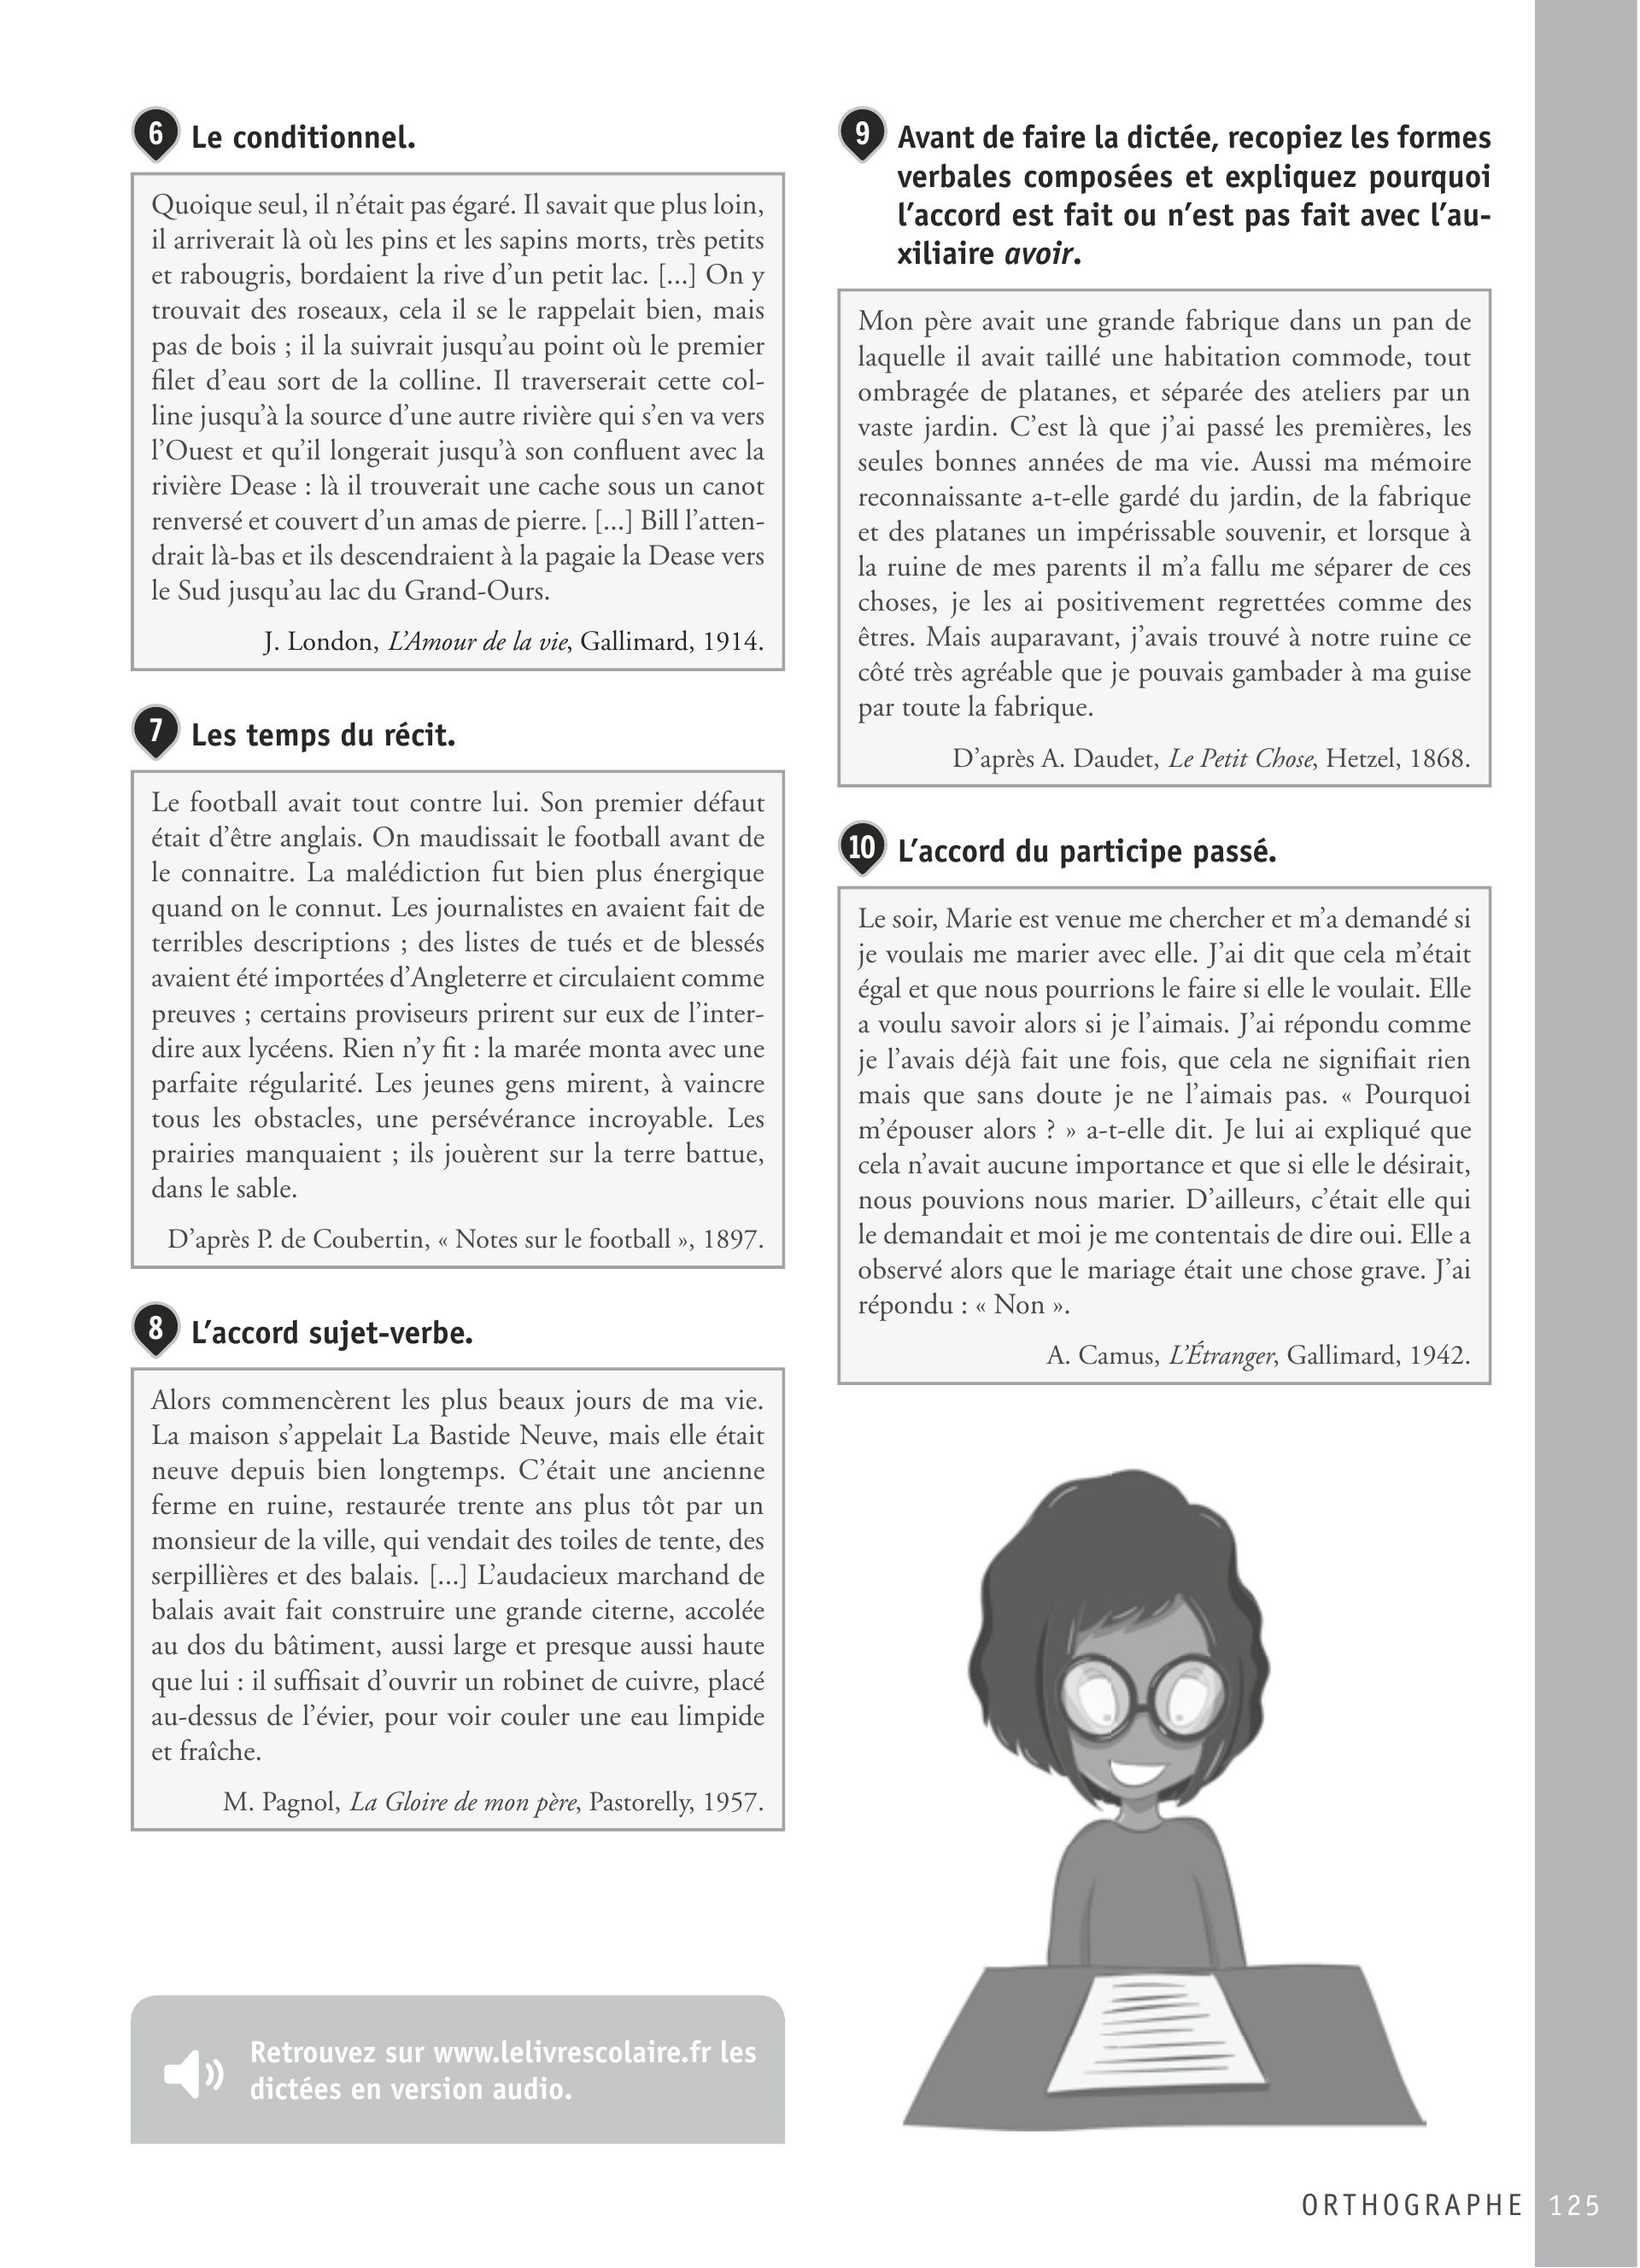 6 Le conditionnel.
Quoique seul, il n’était pas égaré. Il savait que plus loin,
il arriverait là où les pins et les sapins morts, très petits
et rabougris, bordaient la rive d’un petit lac. [...] On y
trouvait des roseaux, cela il se le rappelait bien, mais
pas de bois ; il la suivrait jusqu’au point où le premier
filet d’eau sort de la colline. Il traverserait cette col-
line jusqu’à la source d’une autre rivière qui s’en va vers
l’Ouest et qu’il longerait jusqu’à son confluent avec la
rivière Dease : là il trouverait une cache sous un canot
renversé et couvert d’un amas de pierre. [...] Bill l’atten-
drait là-bas et ils descendraient à la pagaie la Dease vers
le Sud jusqu’au lac du Grand-Ours.
J. London, L’Amour de la vie, Gallimard, 1914.
7 Les temps du récit.
Le football avait tout contre lui. Son premier défaut
était d’être anglais. On maudissait le football avant de
le connaitre. La malédiction fut bien plus énergique
quand on le connut. Les journalistes en avaient fait de
terribles descriptions ; des listes de tués et de blessés
avaient été importées d’Angleterre et circulaient comme
preuves ; certains proviseurs prirent sur eux de l’inter-
dire aux lycéens. Rien n’y fit : la marée monta avec une
parfaite régularité. Les jeunes gens mirent, à vaincre
tous les obstacles, une persévérance incroyable. Les
prairies manquaient ; ils jouèrent sur la terre battue,
dans le sable.
D’après P. de Coubertin, « Notes sur le football », 1897.
8 L’accord sujet-verbe.
Alors commencèrent les plus beaux jours de ma vie.
La maison s’appelait La Bastide Neuve, mais elle était
neuve depuis bien longtemps. C’était une ancienne
ferme en ruine, restaurée trente ans plus tôt par un
monsieur de la ville, qui vendait des toiles de tente, des
serpillières et des balais. [...] L’audacieux marchand de
balais avait fait construire une grande citerne, accolée
au dos du bâtiment, aussi large et presque aussi haute
que lui : il suffisait d’ouvrir un robinet de cuivre, placé
au-dessus de l’évier, pour voir couler une eau limpide
et fraîche.
M. Pagnol, La Gloire de mon père, Pastorelly, 1957.
Retrouvez sur www.lelivrescolaire.fr les
dictées en version audio.
9 Avant de faire la dictée, recopiez les formes
verbales composées et expliquez pourquoi
l’accord est fait ou n’est pas fait avec l’au-
xiliaire avoir.
Mon père avait une grande fabrique dans un pan de
laquelle il avait taillé une habitation commode, tout
ombragée de platanes, et séparée des ateliers par un
vaste jardin. C’est là que j’ai passé les premières, les
seules bonnes années de ma vie. Aussi ma mémoire
reconnaissante a-t-elle gardé du jardin, de la fabrique
et des platanes un impérissable souvenir, et lorsque à
la ruine de mes parents il m’a fallu me séparer de ces
choses, je les ai positivement regrettées comme des
êtres. Mais auparavant, j’avais trouvé à notre ruine ce
côté très agréable que je pouvais gambader à ma guise
par toute la fabrique.
D’après A. Daudet, Le Petit Chose, Hetzel, 1868.
10 L’accord du participe passé.
Le soir, Marie est venue me chercher et m’a demandé si
je voulais me marier avec elle. J’ai dit que cela m’était
égal et que nous pourrions le faire si elle le voulait. Elle
a voulu savoir alors si je l’aimais. J’ai répondu comme
je l’avais déjà fait une fois, que cela ne signifiait rien
mais que sans doute je ne l’aimais pas. « Pourquoi
m’épouser alors ? » a-t-elle dit. Je lui ai expliqué que
cela n’avait aucune importance et que si elle le désirait,
nous pouvions nous marier. D’ailleurs, c’était elle qui
le demandait et moi je me contentais de dire oui. Elle a
observé alors que le mariage était une chose grave. J’ai
répondu : « Non ».
A. Camus, L’Étranger, Gallimard, 1942.
ORTHOGRAPHE 125